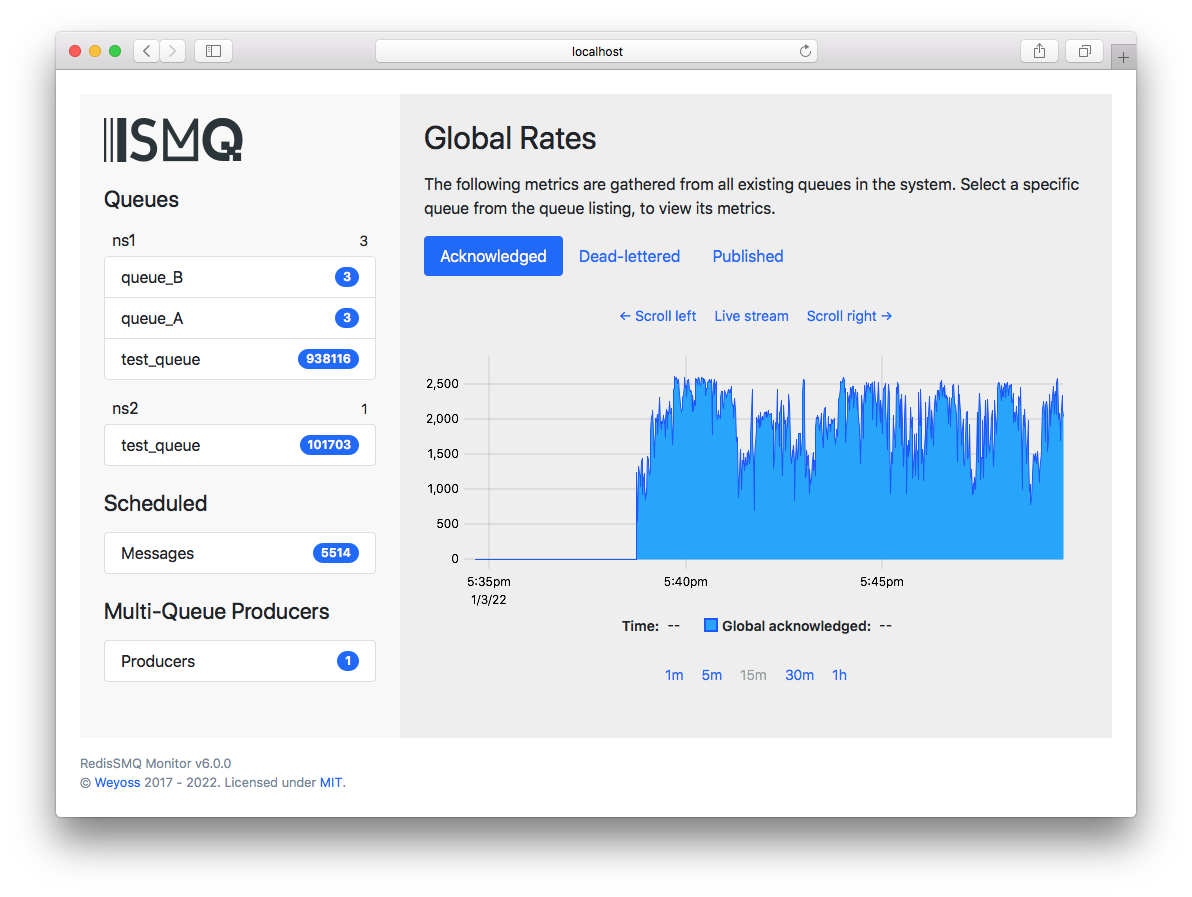 localhost
ISMQ
Queues
ns1 3
queue_B 3
queue_A 3
test_queue 938116
ns2 1
test_queue 101703
Scheduled
Messages 5514
Multi-Queue Producers
Producers 1
Global Rates
The following metrics are gathered from all existing queues in the system. Select a specific
queue from the queue listing, to view its metrics.
Acknowledged Dead-lettered Published
← Scroll left Live stream Scroll right →
2,500
2,000
1,500
1,000
500
0
5:35pm 5:40pm 5:45pm
1/3/22
Time: -- Global acknowledged: --
1m 5m 15m 30m 1h
RedisSMQ Monitor v6.0.0
© Weyoss 2017 - 2022. Licensed under MIT.